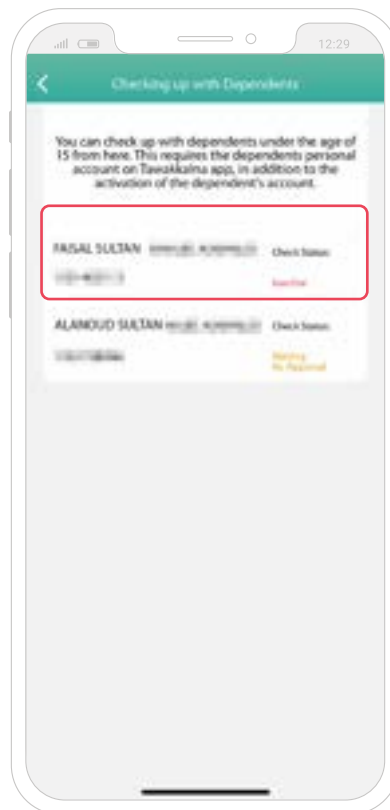 12:29
Checking up with Dependents
You can check up with dependents under the age of
15 from here. This requires the dependents personal
account on Tawakkalna app, in addition to the
activation of the dependent's account.
FAISAL SULTAN
Check Status
Inactive
ALANOUD SULTAN
Check Status
Waiting
for Approval